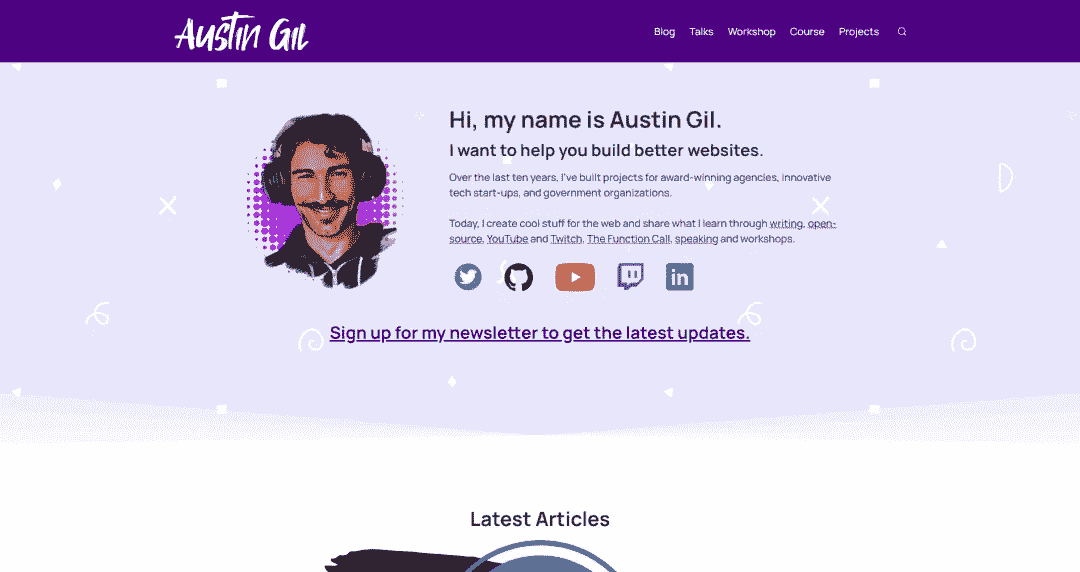 Austin Gil
Blog Talks Workshop Course Projects
Hi, my name is Austin Gil.
I want to help you build better websites.
Over the last ten years, I've built projects for award-winning agencies, innovative
tech start-ups, and government organizations.
Today, I create cool stuff for the web and share what I learn through writing, open-
source, YouTube and Twitch, The Function Call, speaking and workshops.
in
Sign up for my newsletter to get the latest updates.
Latest Articles